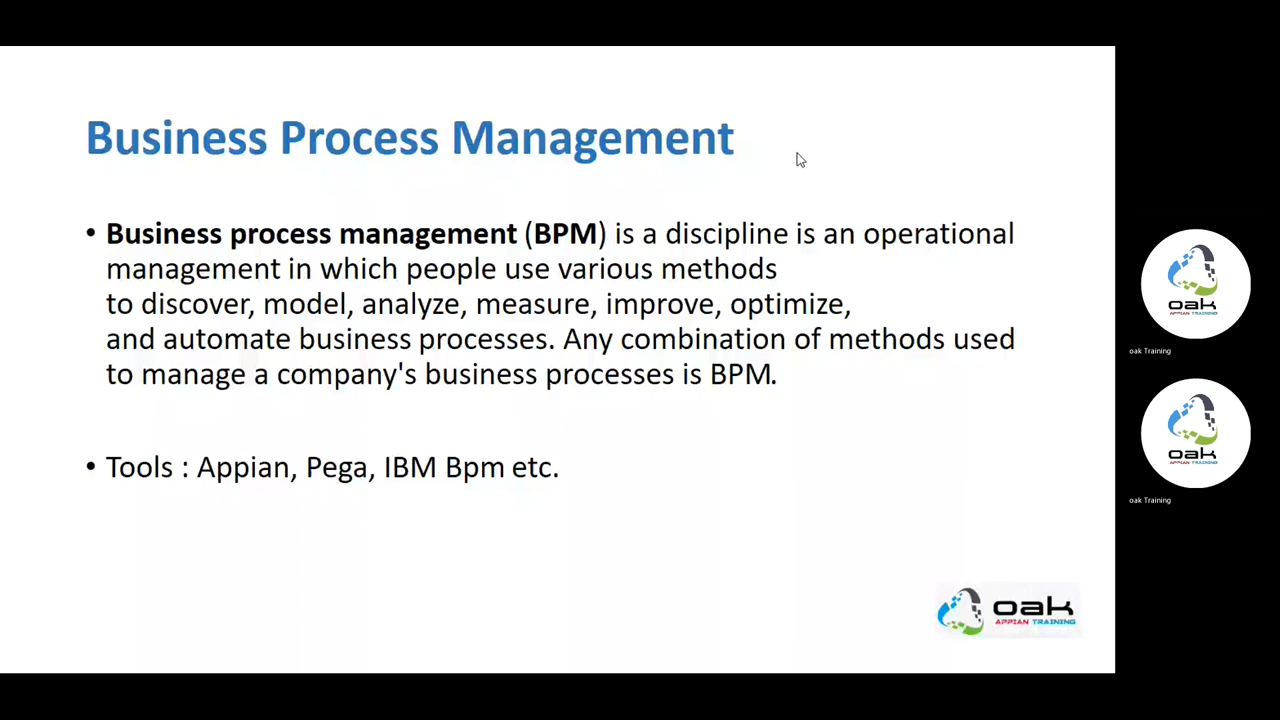 Business Process Management
• Business process management (BPM) is a discipline is an operational
management in which people use various methods
to discover, model, analyze, measure, improve, optimize,
and automate business processes. Any combination of methods used
to manage a company's business processes is BPM.
• Tools : Appian, Pega, IBM Bpm etc.
oak
APPIAN TRAINING
oak
APPIAN TRAINING
oak Training
oak
APPIAN TRAINING
oak Training